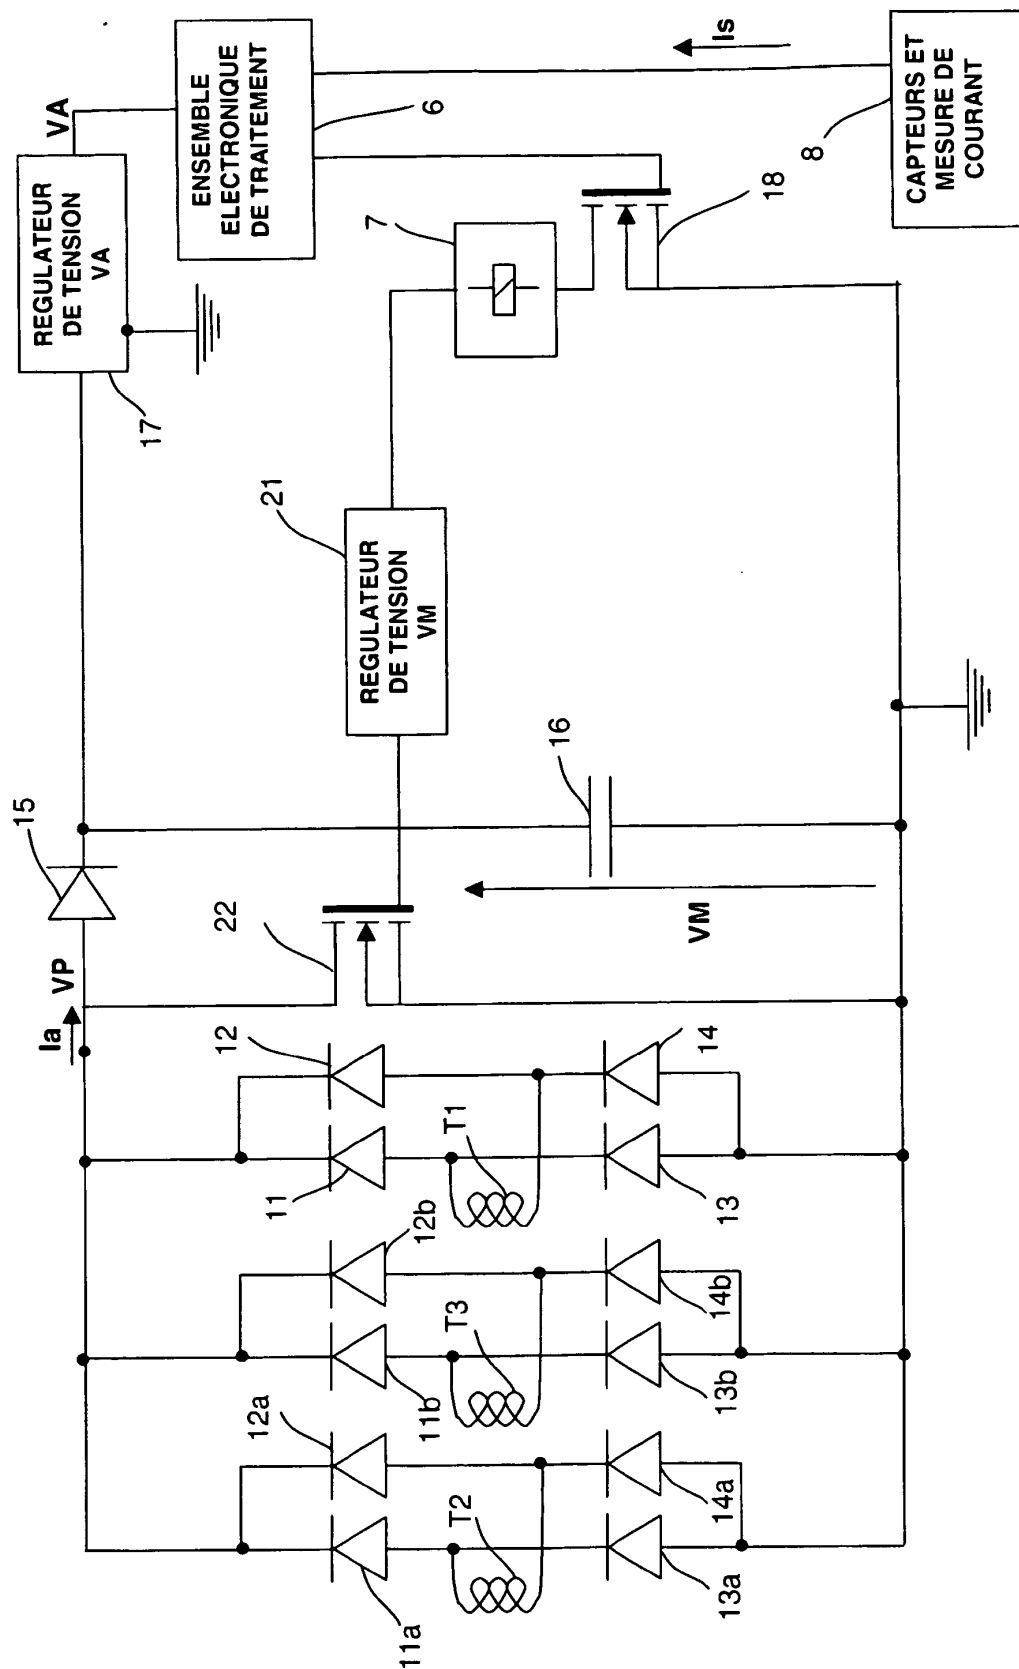 11a
12a
T2
13a
14a
11b
12b
T3
13b
14b
11
12
T1
13
14
Ia
VP
15
22
VM
16
21
REGULATEUR
DE TENSION
VM
17
REGULATEUR
DE TENSION
VA
VA
ENSEMBLE
ELECTRONIQUE
DE TRAITEMENT
6
7
18
Is
8
CAPTEURS ET
MESURE DE
COURANT